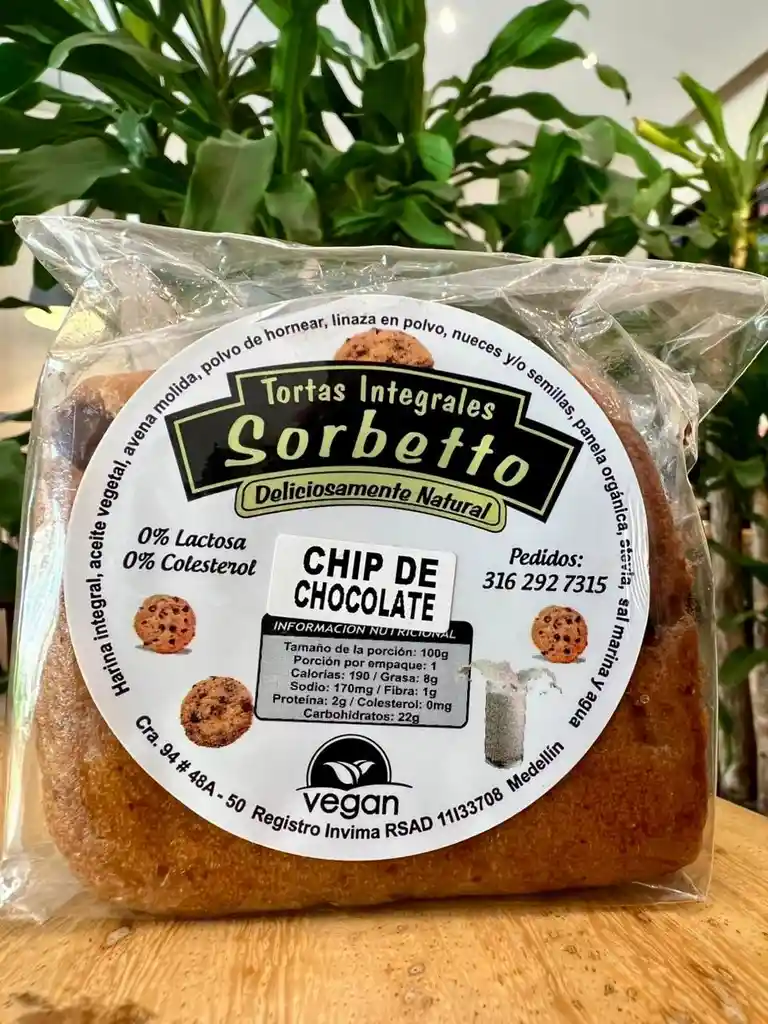 Harina integral, aceite vegetal, avena molida, polvo de hornear, linaza en polvo, nueces y/o semillas, panela orgánica, stevia, sal marina y agua
Tortas Integrales
Sorbetto
Deliciosamente Natural
0% Lactosa
0% Colesterol
CHIP DE
CHOCOLATE
Pedidos:
316 292 7315
INFORMACION NUTRICIONAL
Tamaño de la porción: 100g
Porción por empaque: 1
Calorías: 190 / Grasa: 8g
Sodio: 170mg / Fibra: 1g
Proteína: 2g / Colesterol: 0mg
Carbohidratos: 22g
vegan
Cra. 94 # 48A - 50 Registro Invima RSAD 11I33708 Medellín